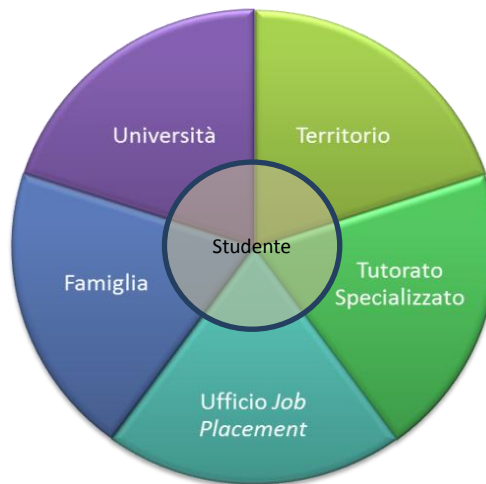 Università
Territorio
Studente
Famiglia
Tutorato
Specializzato
Ufficio Job
Placement